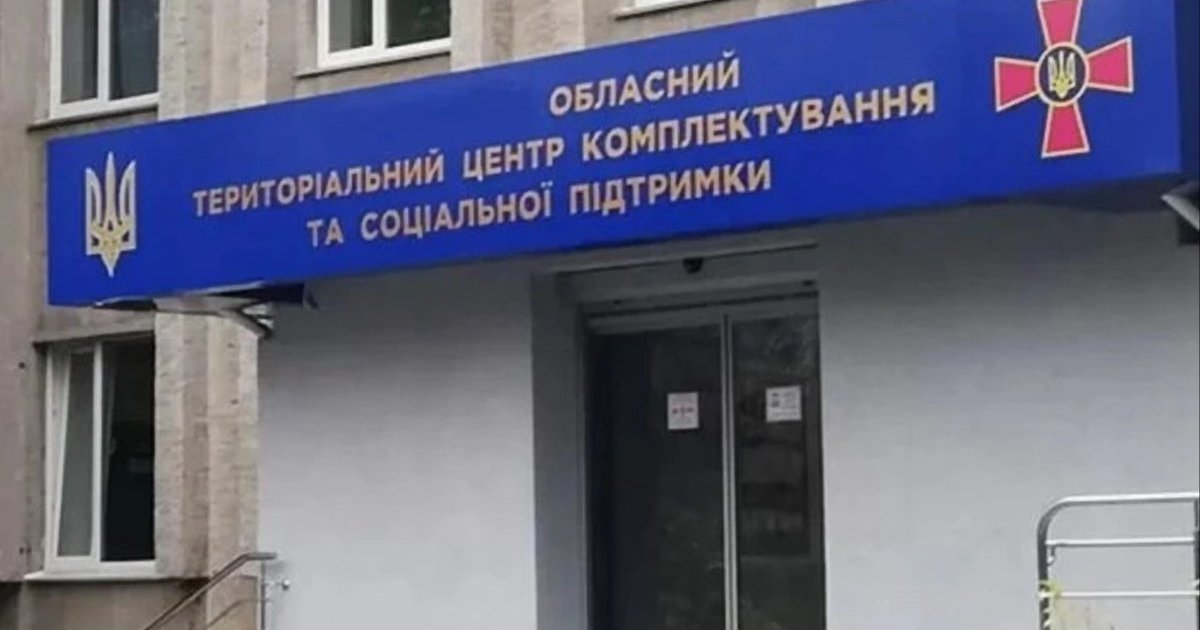 ОБЛАСНИЙ
ТЕРИТОРІАЛЬНИЙ ЦЕНТР КОМПЛЕКТУВАННЯ
ТА СОЦІАЛЬНОЇ ПІДТРИМКИ